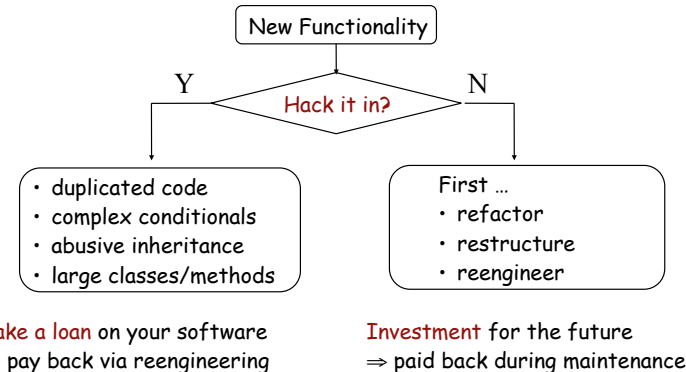 New Functionality
Y
N
Hack it in?
• duplicated code
• complex conditionals
• abusive inheritance
• large classes/methods
First …
• refactor
• restructure
• reengineer
ake a loan on your software
pay back via reengineering
Investment for the future
⇒ paid back during maintenance